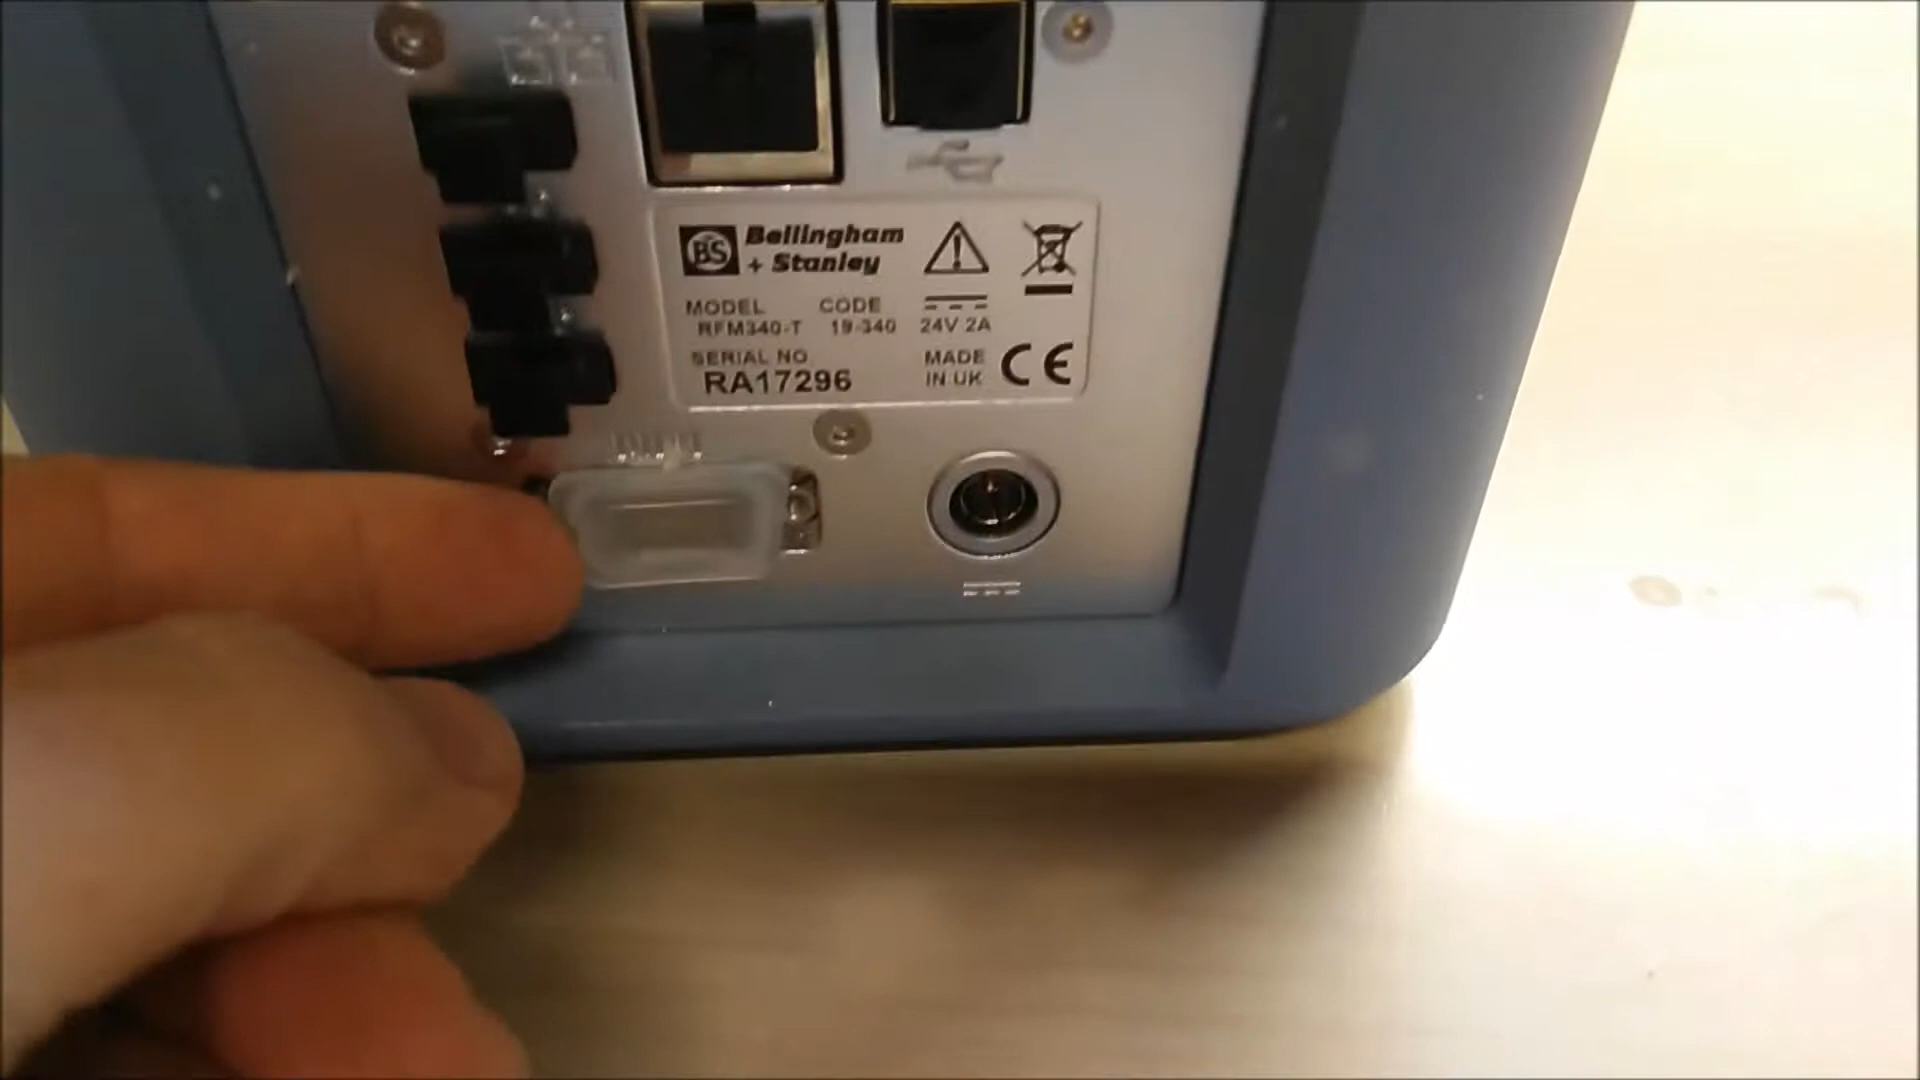 BS Bellingham
+ Stanley
MODEL CODE
RFM340-T 19-340 24V 2A
SERIAL NO MADE
RA17296 IN UK CE